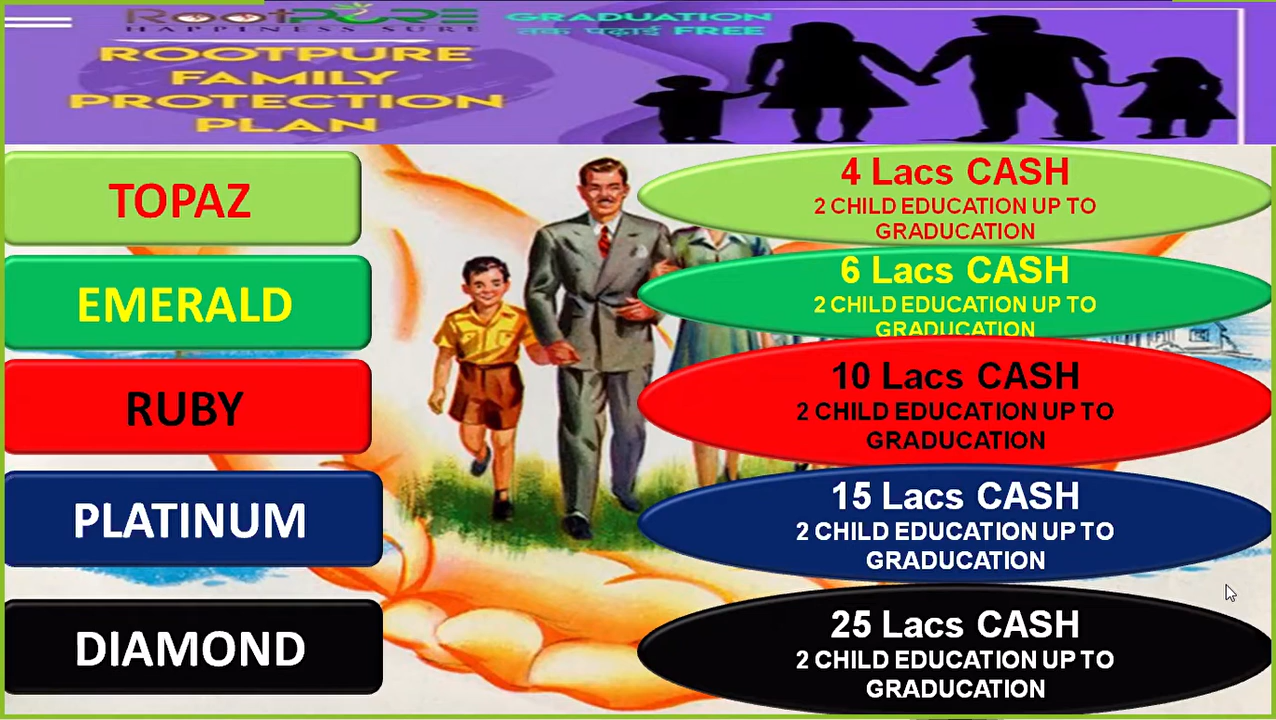 RootPURE
HAPPINESS SURE
GRADUATION
तक पढ़ाई FREE
ROOTPURE
FAMILY
PROTECTION
PLAN
TOPAZ
4 Lacs CASH
2 CHILD EDUCATION UP TO
GRADUCATION
EMERALD
6 Lacs CASH
2 CHILD EDUCATION UP TO
GRADUCATION
RUBY
10 Lacs CASH
2 CHILD EDUCATION UP TO
GRADUCATION
PLATINUM
15 Lacs CASH
2 CHILD EDUCATION UP TO
GRADUCATION
DIAMOND
25 Lacs CASH
2 CHILD EDUCATION UP TO
GRADUCATION